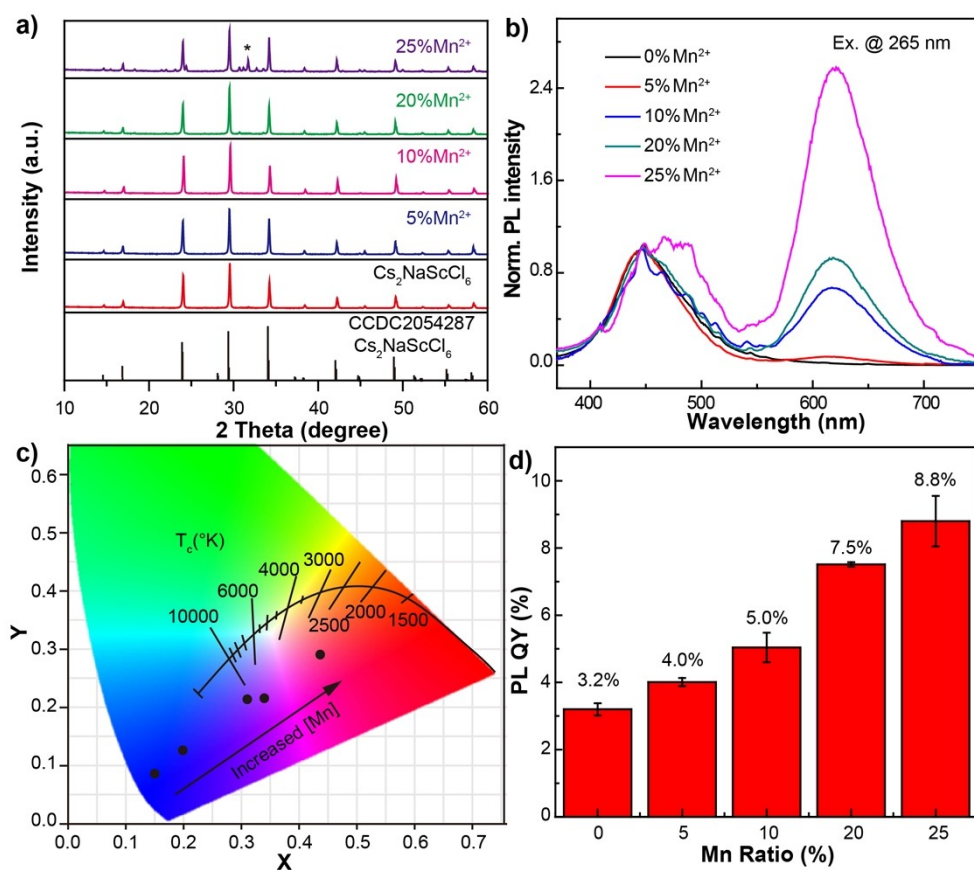 a)
Intensity (a.u.)
*
25%Mn²⁺
20%Mn²⁺
10%Mn²⁺
5%Mn²⁺
Cs₂NaScCl₆
CCDC2054287
Cs₂NaScCl₆
10 20 30 40 50 60
2 Theta (degree)
b)
Ex. @ 265 nm
0%Mn²⁺
5%Mn²⁺
10%Mn²⁺
20%Mn²⁺
25%Mn²⁺
Norm. PL intensity
2.4
1.6
0.8
0.0
400 500 600 700
Wavelength (nm)
c)
Y
0.6
0.5
0.4
0.3
0.2
0.1
0.0
T_c(°K)
10000
6000
4000
3000
2500
2000
1500
Increased [Mn]
0.0 0.1 0.2 0.3 0.4 0.5 0.6 0.7
X
d)
PL QY (%)
10
8
6
4
2
0
3.2%
4.0%
5.0%
7.5%
8.8%
0 5 10 20 25
Mn Ratio (%)